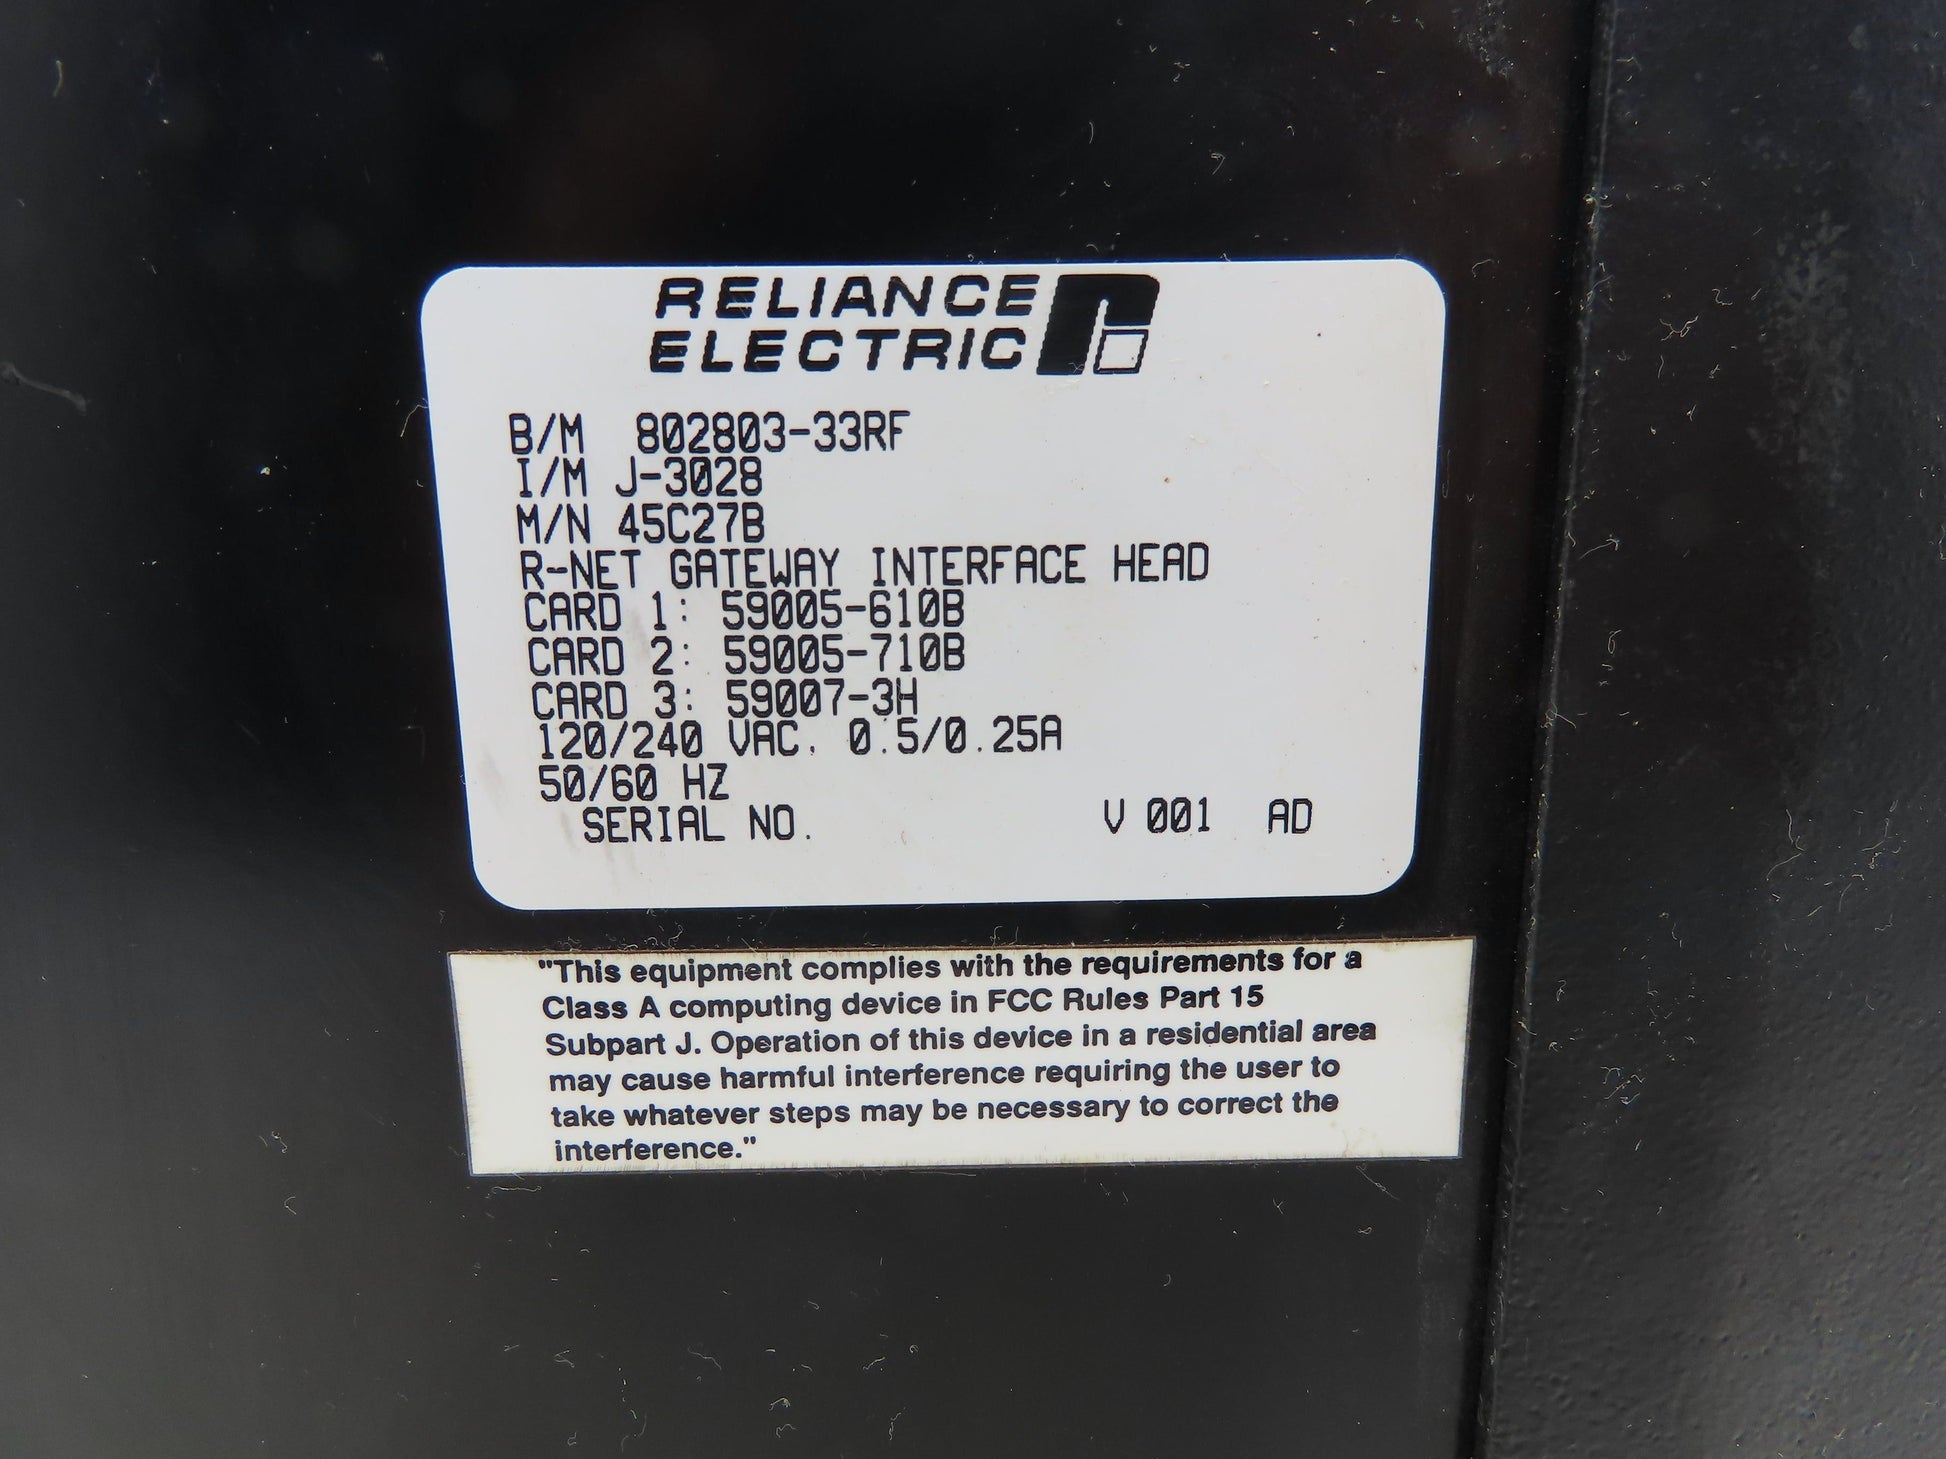 RELIANCE
ELECTRIC
B/M 802803-33RF
I/M J-3028
M/N 45C27B
R-NET GATEWAY INTERFACE HEAD
CARD 1: 59005-610B
CARD 2: 59005-710B
CARD 3: 59007-3H
120/240 VAC, 0.5/0.25A
50/60 HZ
SERIAL NO. V 001 AD
"This equipment complies with the requirements for a
Class A computing device in FCC Rules Part 15
Subpart J. Operation of this device in a residential area
may cause harmful interference requiring the user to
take whatever steps may be necessary to correct the
interference."